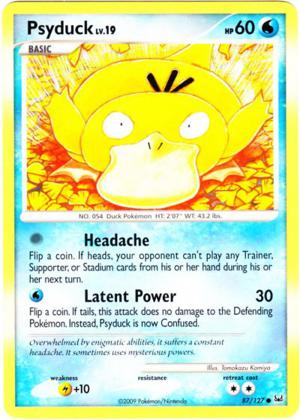 Psyduck LV.19 HP 60
BASIC
NO. 054 Duck Pokémon HT: 2'07" WT: 43.2 lbs.
Headache
Flip a coin. If heads, your opponent can't play any Trainer,
Supporter, or Stadium cards from his or her hand during his or
her next turn.
Latent Power 30
Flip a coin. If tails, this attack does no damage to the Defending
Pokémon. Instead, Psyduck is now Confused.
Overwhelmed by enigmatic abilities, it suffers a constant
headache. It sometimes uses mysterious powers.
Illus. Tomokazu Komiya
weakness resistance retreat cost
+10
©2009 Pokémon/Nintendo 87/127